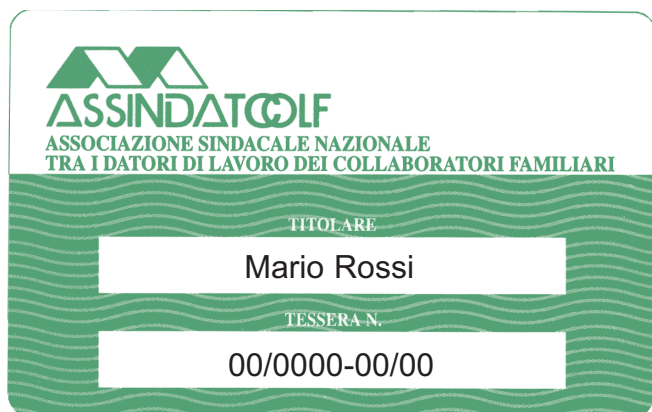 ASSINDATCOLF
ASSOCIAZIONE SINDACALE NAZIONALE
TRA I DATORI DI LAVORO DEI COLLABORATORI FAMILIARI
TITOLARE
Mario Rossi
TESSERA N.
00/0000-00/00